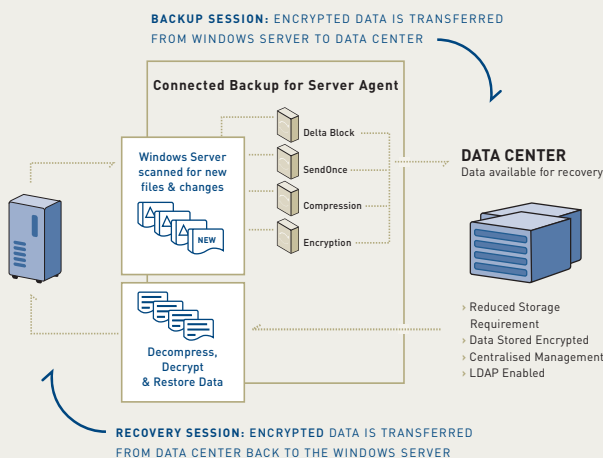 BACKUP SESSION: ENCRYPTED DATA IS TRANSFERRED
FROM WINDOWS SERVER TO DATA CENTER
Connected Backup for Server Agent
Windows Server
scanned for new
files & changes
NEW
Delta Block
SendOnce
Compression
Encryption
DATA CENTER
Data available for recovery
› Reduced Storage
Requirement
› Data Stored Encrypted
› Centralised Management
› LDAP Enabled
Decompress,
Decrypt
& Restore Data
RECOVERY SESSION: ENCRYPTED DATA IS TRANSFERRED
FROM DATA CENTER BACK TO THE WINDOWS SERVER